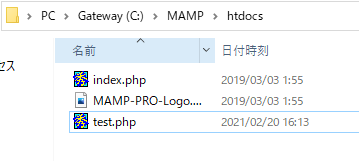 PC > Gateway (C:) > MAMP > htdocs
名前 日付時刻
セス
index.php 2019/03/03 1:55
MAMP-PRO-Logo.... 2019/03/03 1:55
test.php 2021/02/20 16:13